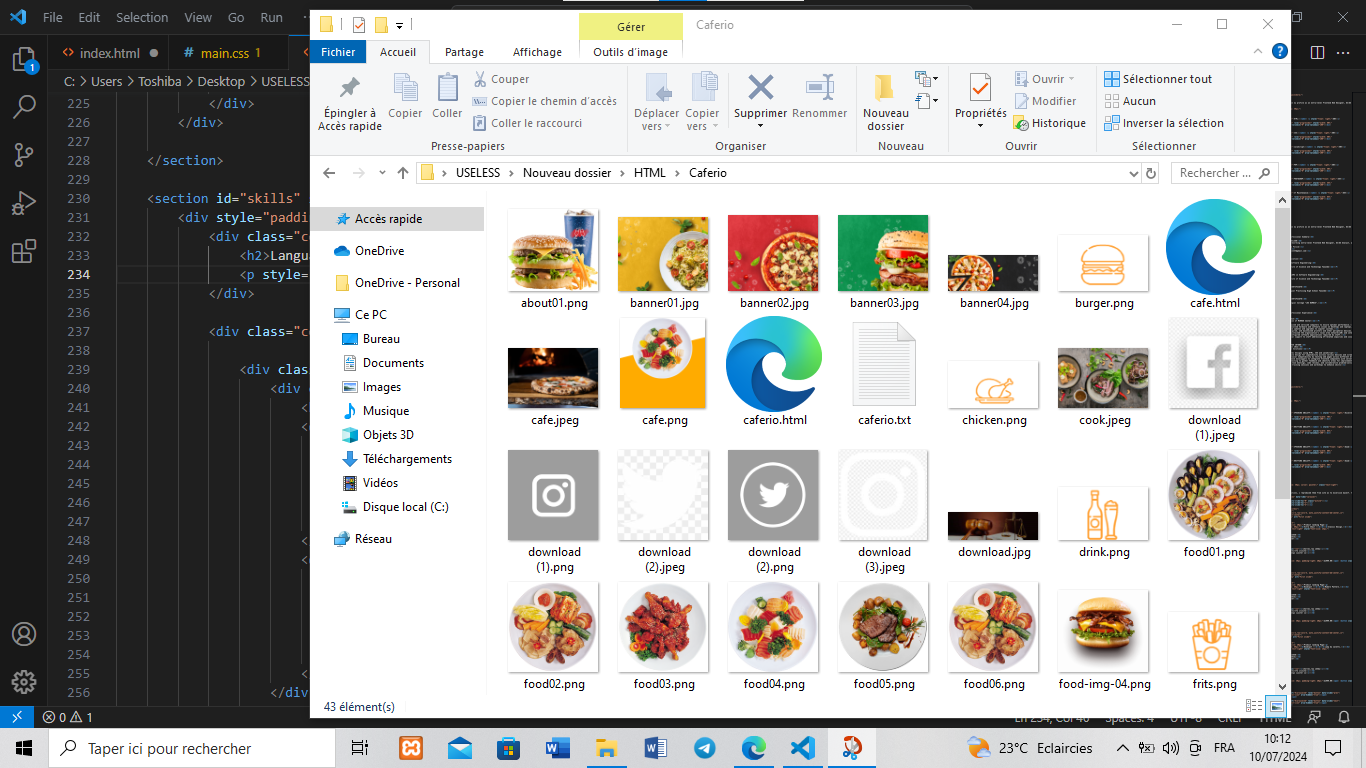 File Edit Selection View Go Run
Gérer
Caferio
Fichier
Accueil
Partage
Affichage
Outils d'image
index.html
main.css 1
C: > Users > Toshiba > Desktop > USELESS
Épingler à
Accès rapide
Copier
Coller
Couper
Copier le chemin d'accès
Coller le raccourci
Presse-papiers
Déplacer
vers
Copier
vers
Supprimer
Renommer
Organiser
Nouveau
dossier
Nouveau
Propriétés
Ouvrir
Modifier
Historique
Ouvrir
Sélectionner tout
Aucun
Inverser la sélection
Sélectionner
USELESS > Nouveau dossier > HTML > Caferio
Rechercher ...
Accès rapide
OneDrive
OneDrive - Personal
Ce PC
Bureau
Documents
Images
Musique
Objets 3D
Téléchargements
Vidéos
Disque local (C:)
Réseau
about01.png
banner01.jpg
banner02.jpg
banner03.jpg
banner04.jpg
burger.png
cafe.html
cafe.jpeg
cafe.png
caferio.html
caferio.txt
chicken.png
cook.jpeg
download
(1).jpeg
download
(1).png
download
(2).jpeg
download
(2).png
download
(3).jpeg
download.jpg
drink.png
food01.png
food02.png
food03.png
food04.png
food05.png
food06.png
food-img-04.png
frits.png
43 élément(s)
225 </div>
226 </div>
227
228 </section>
229
230 <section id="skills"
231 <div style="paddi
232 <div class="c
233 <h2>Langua
234 <p style=
235 </div>
236
237 <div class="c
238
239 <div clas
240 <div c
241 <
242 <
243
244
245
246
247
248 <
249 <
250
251
252
253
254
255 <
256 </div
0 1
Ln 234, Col 46 Spaces: 4 UTF-8 CRLF HTML
Taper ici pour rechercher
23°C Eclaircies
FRA
10:12
10/07/2024